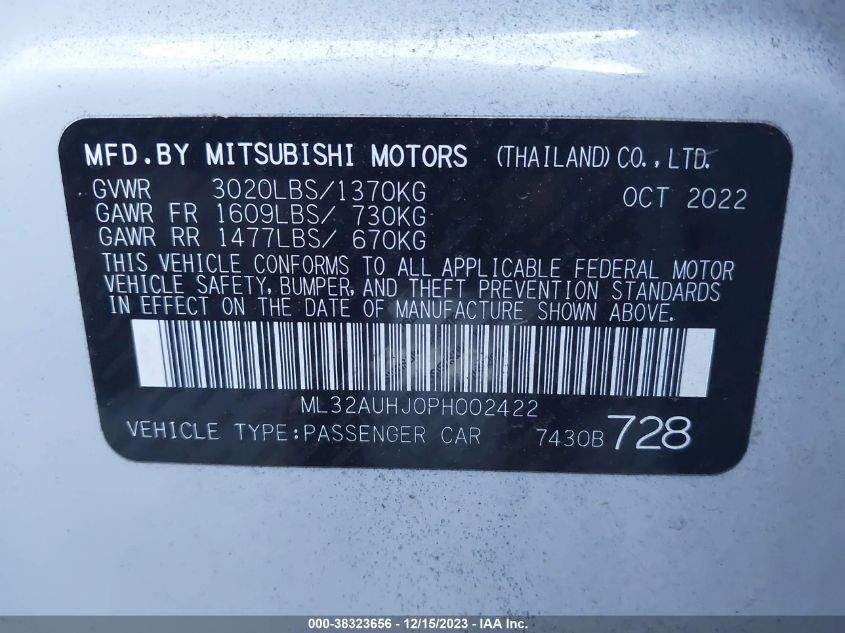 MFD.BY MITSUBISHI MOTORS (THAILAND) CO., LTD.
GVWR 3020LBS/1370KG OCT 2022
GAWR FR 1609LBS/ 730KG
GAWR RR 1477LBS/ 670KG
THIS VEHICLE CONFORMS TO ALL APPLICABLE FEDERAL MOTOR
VEHICLE SAFETY, BUMPER, AND THEFT PREVENTION STANDARDS
IN EFFECT ON THE DATE OF MANUFACTURE SHOWN ABOVE.
ML32AUHJ0PH002422
VEHICLE TYPE:PASSENGER CAR 7430B 728
000-38323656 - 12/15/2023 - IAA Inc.